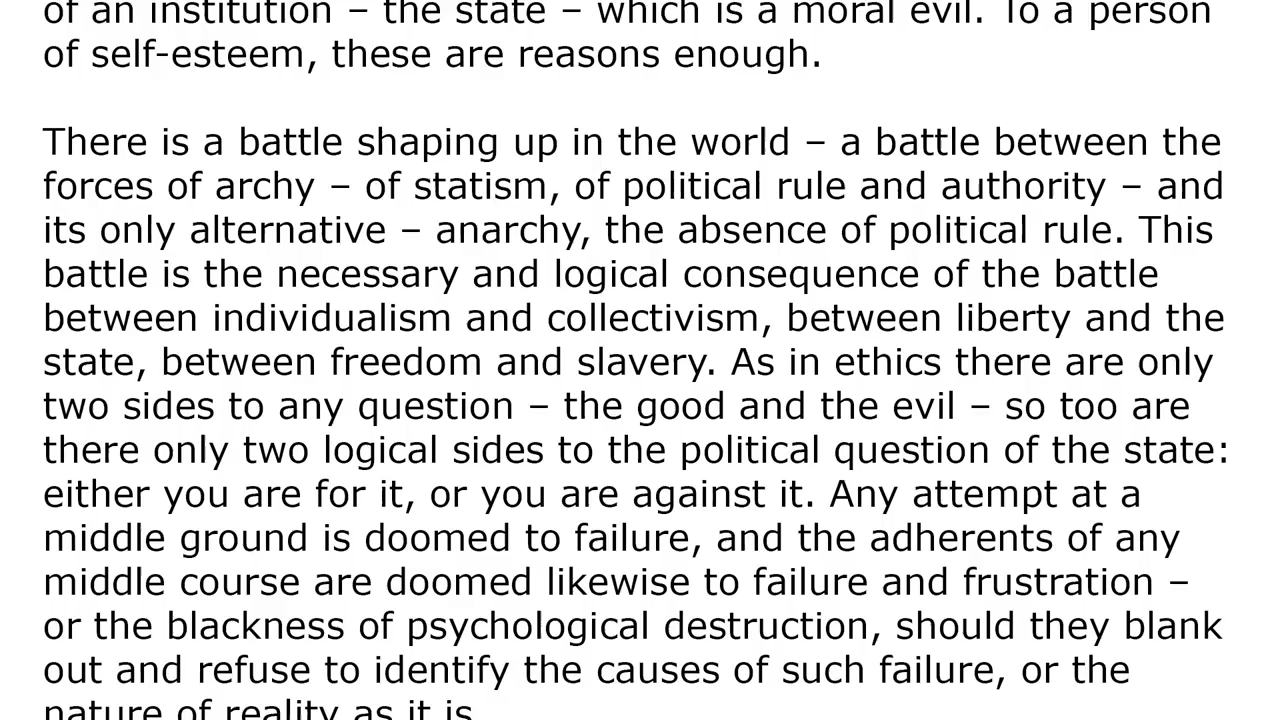 of an institution – the state – which is a moral evil. To a person
of self-esteem, these are reasons enough.
There is a battle shaping up in the world – a battle between the
forces of archy – of statism, of political rule and authority – and
its only alternative – anarchy, the absence of political rule. This
battle is the necessary and logical consequence of the battle
between individualism and collectivism, between liberty and the
state, between freedom and slavery. As in ethics there are only
two sides to any question – the good and the evil – so too are
there only two logical sides to the political question of the state:
either you are for it, or you are against it. Any attempt at a
middle ground is doomed to failure, and the adherents of any
middle course are doomed likewise to failure and frustration –
or the blackness of psychological destruction, should they blank
out and refuse to identify the causes of such failure, or the
nature of reality as it is.